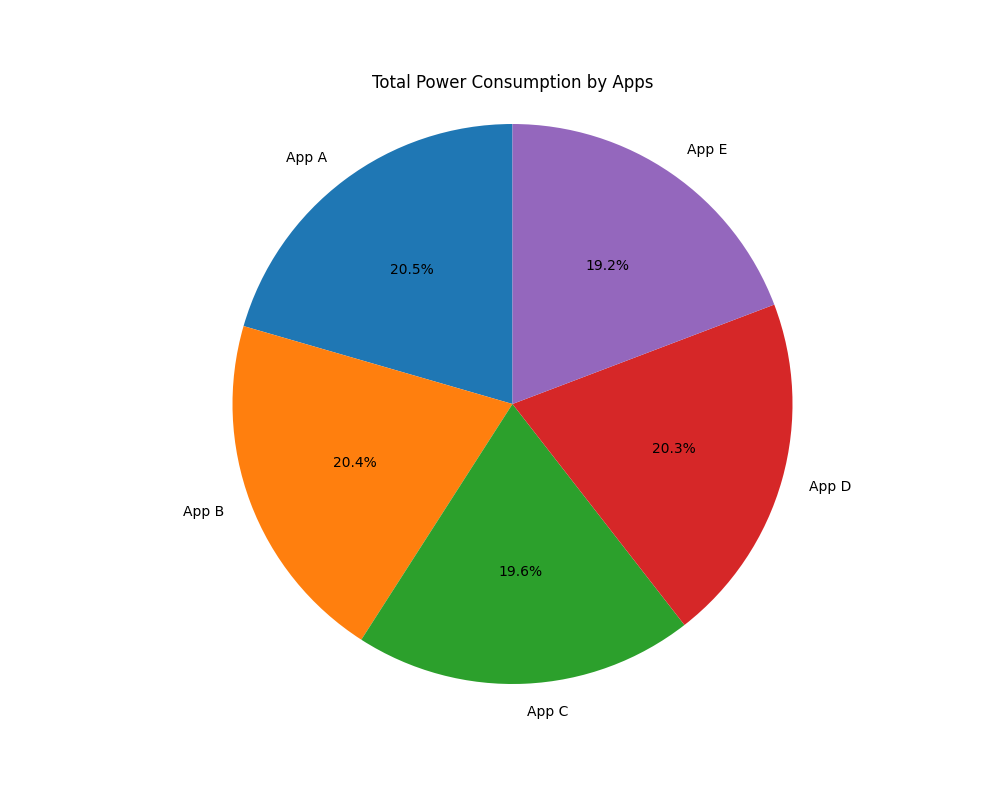 Total Power Consumption by Apps
App E
App A
19.2%
20.5%
20.3%
20.4%
App D
App B
19.6%
App C